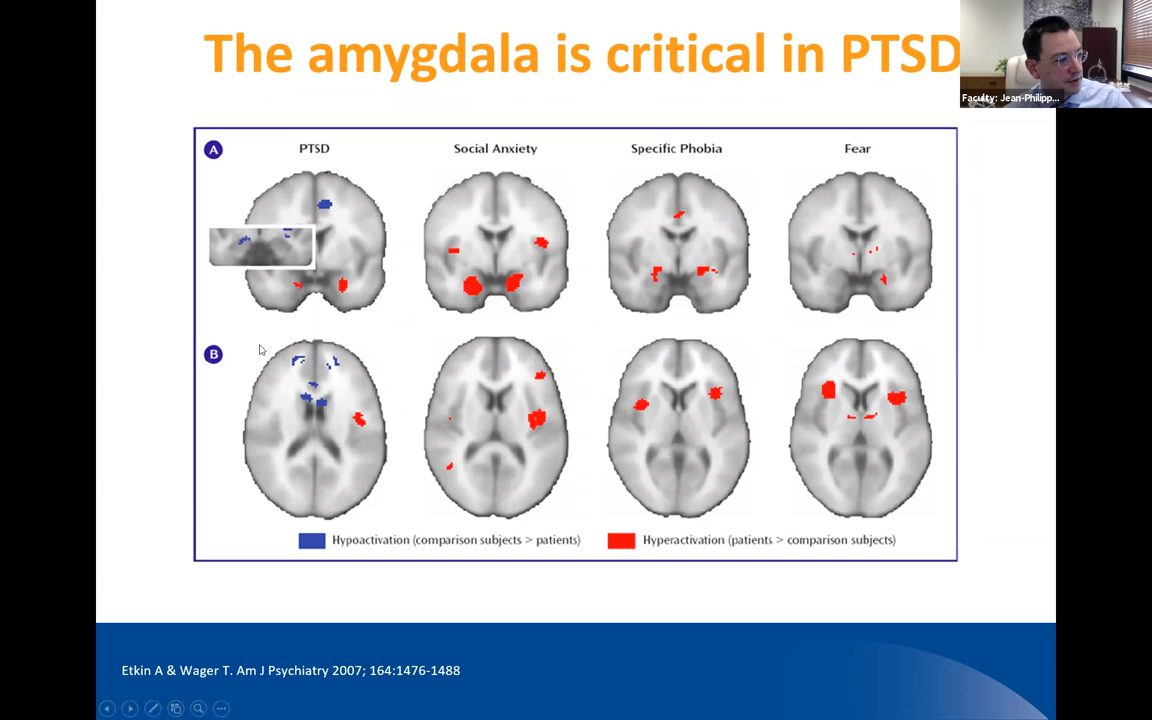 The amygdala is critical in PTSD
Faculty: Jean-Philipp...
A
PTSD
Social Anxiety
Specific Phobia
Fear
B
Hypoactivation (comparison subjects > patients)
Hyperactivation (patients > comparison subjects)
Etkin A & Wager T. Am J Psychiatry 2007; 164:1476-1488